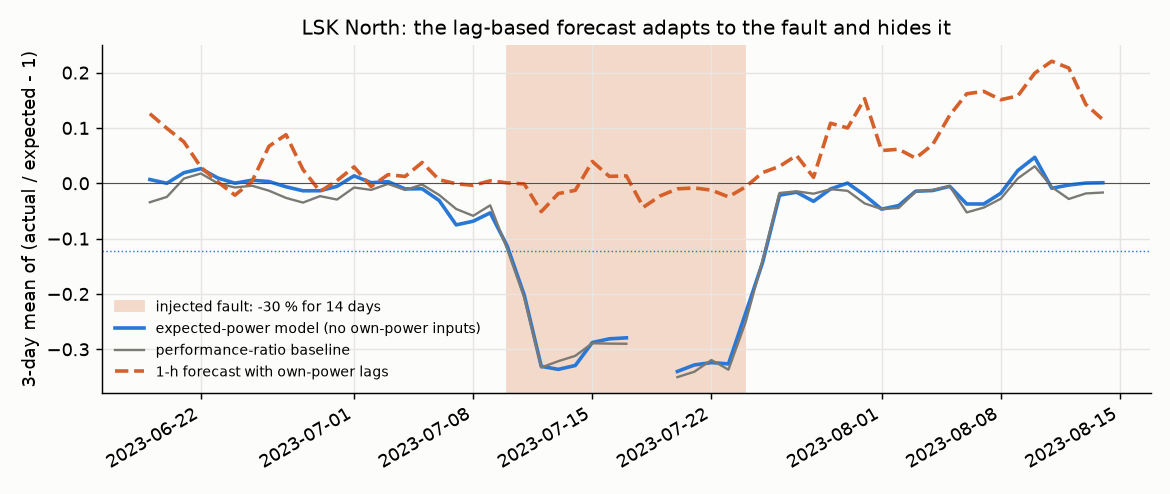 LSK North: the lag-based forecast adapts to the fault and hides it
3-day mean of (actual / expected - 1)
0.2
0.1
0.0
−0.1
−0.2
−0.3
injected fault: -30 % for 14 days
expected-power model (no own-power inputs)
performance-ratio baseline
1-h forecast with own-power lags
2023-06-22
2023-07-01
2023-07-08
2023-07-15
2023-07-22
2023-08-01
2023-08-08
2023-08-15